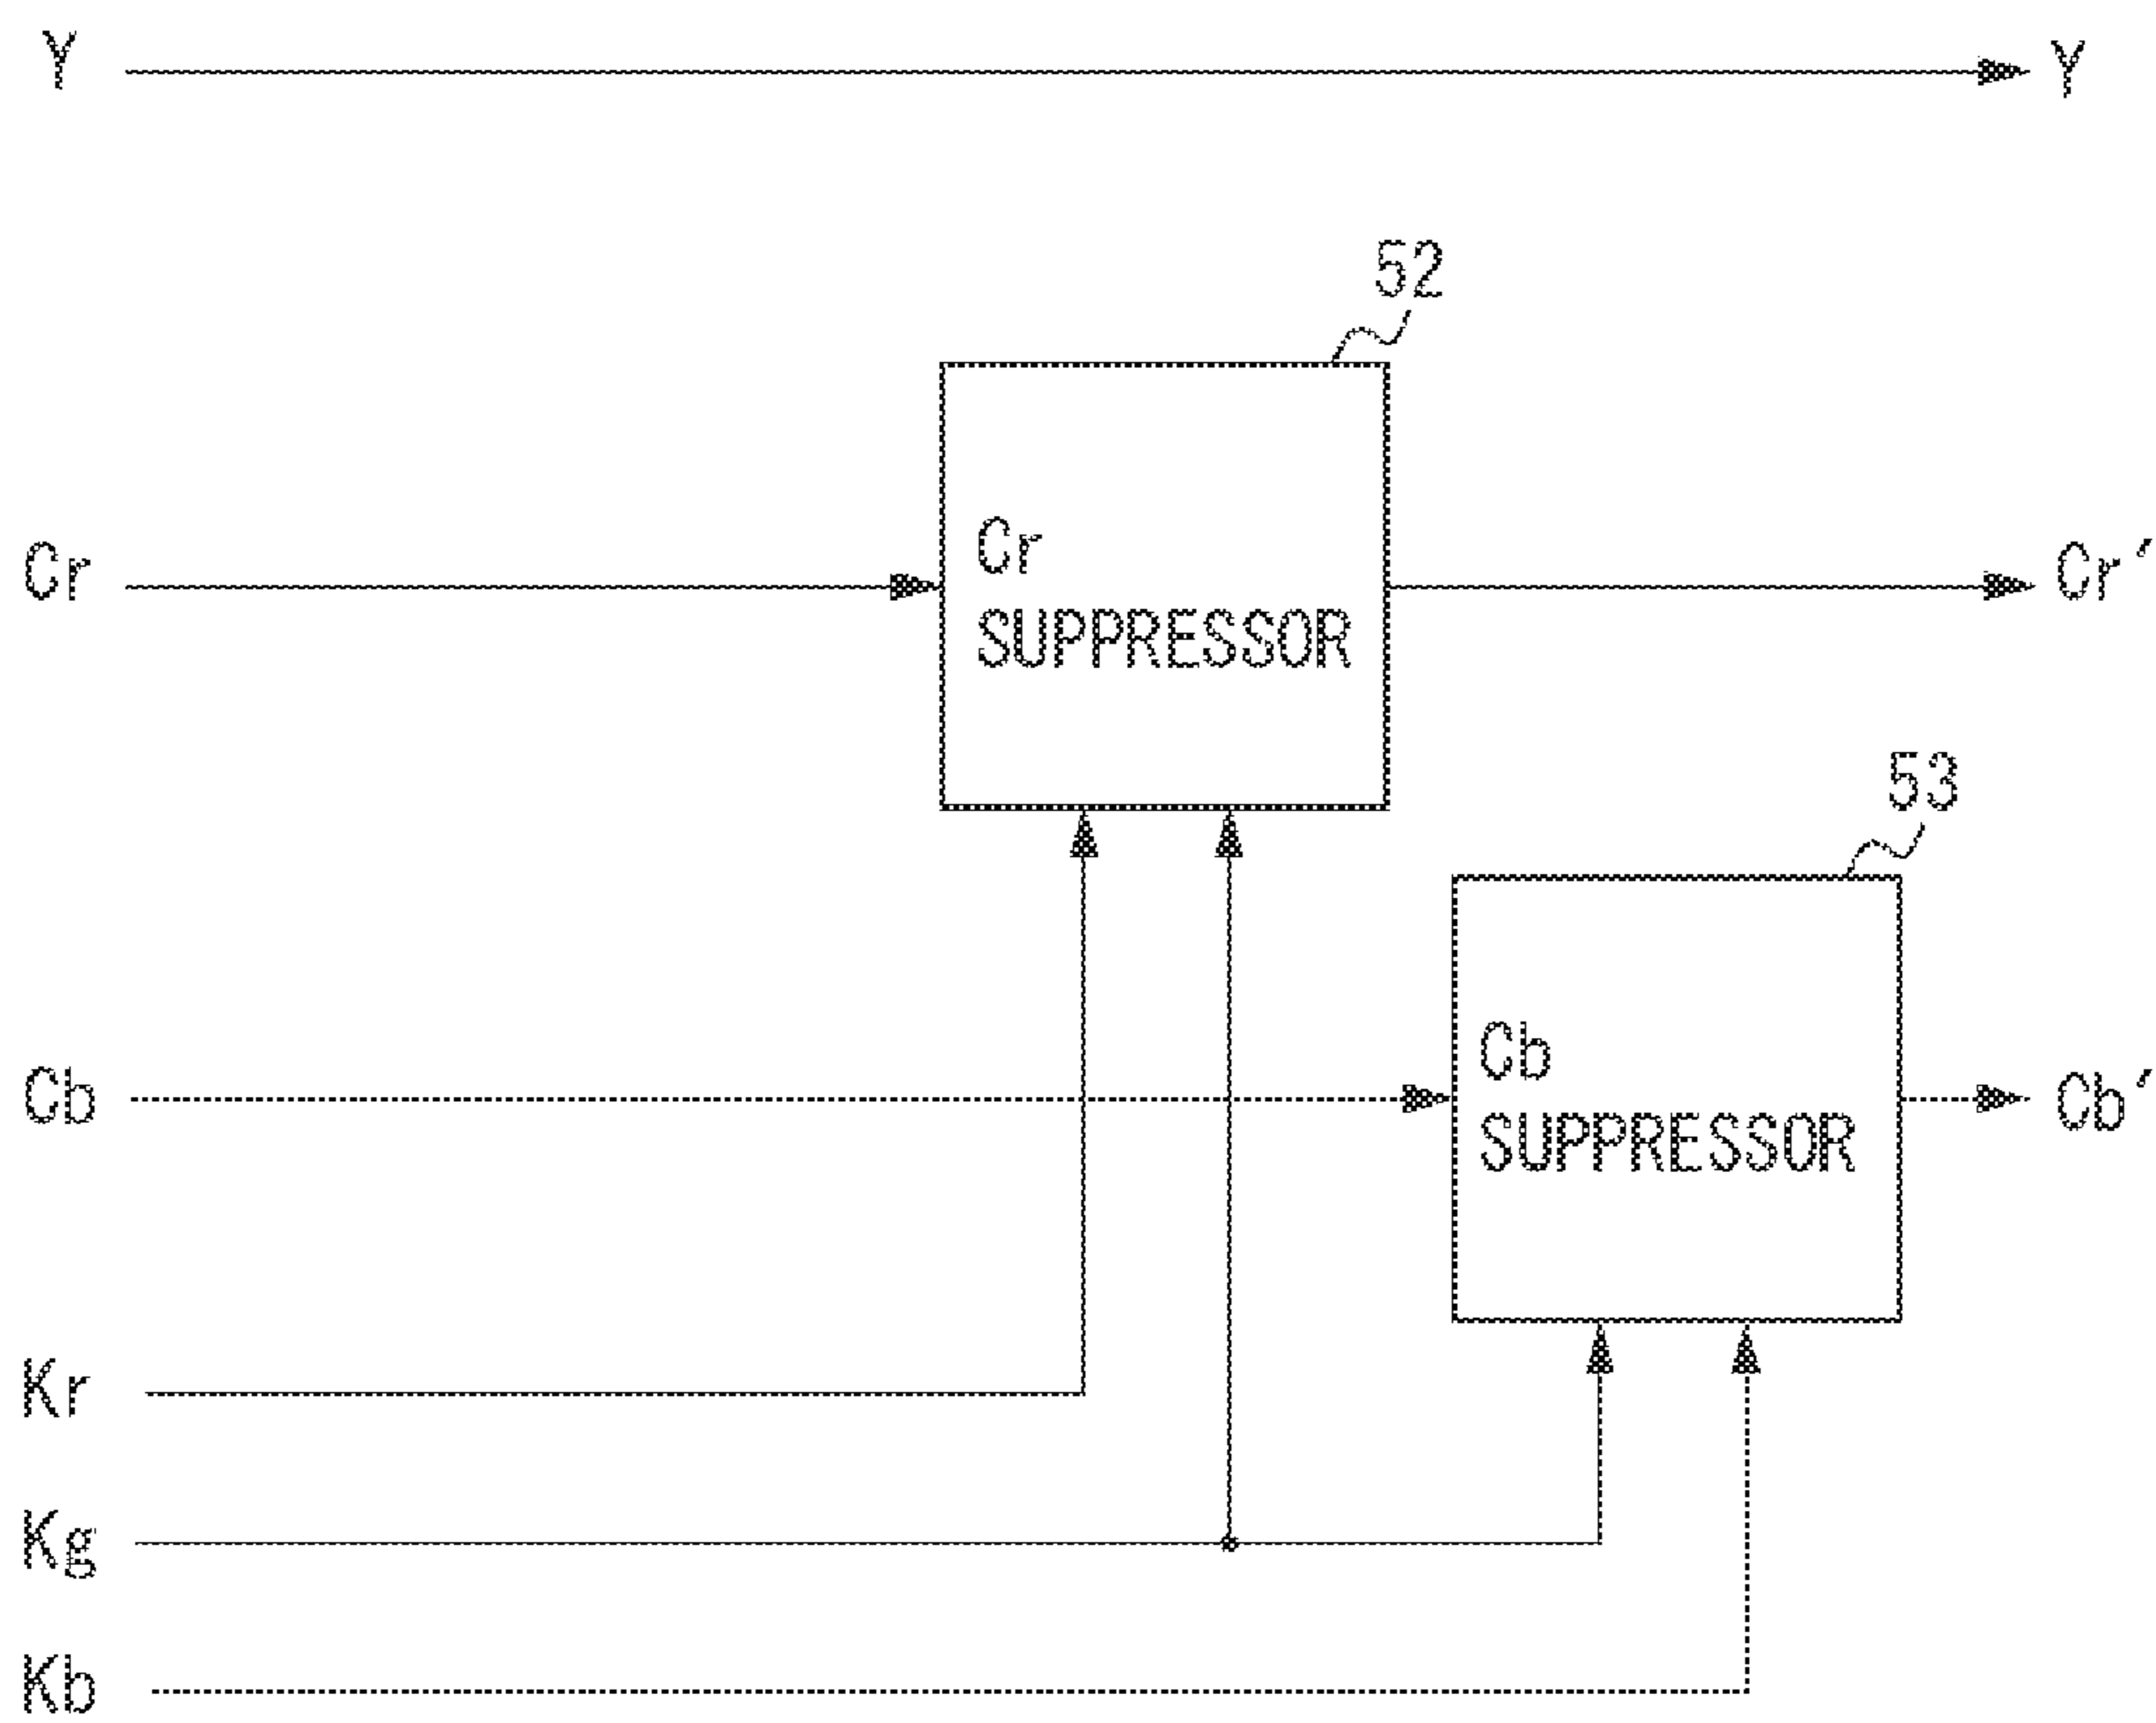 Y
Y
52
Cr
Cr
SUPPRESSOR
Cr′
53
Cb
Cb
SUPPRESSOR
Cb′
Kr
Kg
Kb